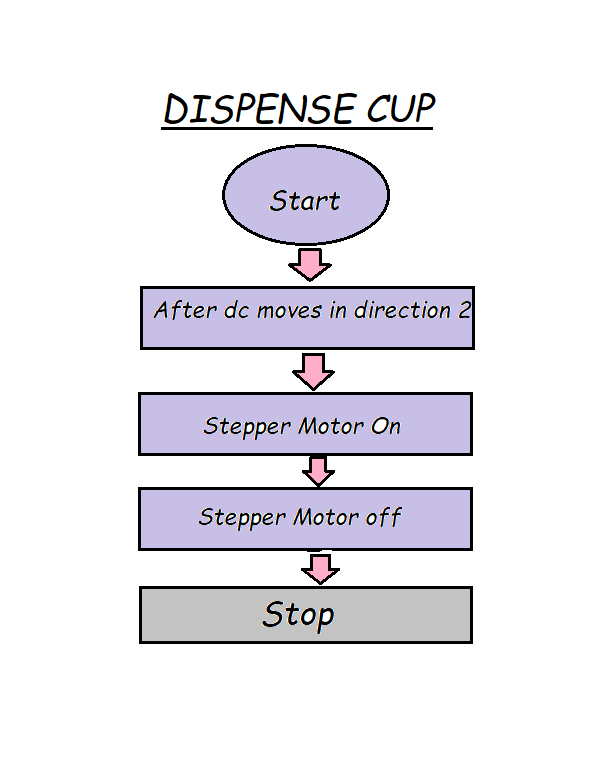 DISPENSE CUP
Start
After dc moves in direction 2
Stepper Motor On
Stepper Motor off
Stop